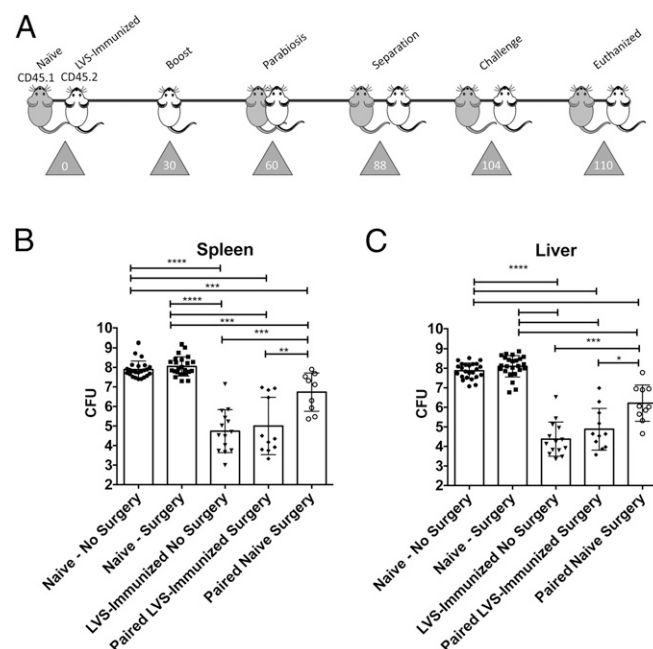 A
Naïve
LVS-Immunized
Boost
Parabiosis
Separation
Challenge
Euthanized
CD45.1
CD45.2
0
30
60
88
104
110
B
Spleen
****
***
****
***
***
**
CFU
10
9
8
7
6
5
4
3
2
Naive - No Surgery
Naive - Surgery
LVS-Immunized No Surgery
Paired LVS-Immunized Surgery
Paired Naive Surgery
C
Liver
****
***
*
CFU
10
9
8
7
6
5
4
3
2
Naive - No Surgery
Naive - Surgery
LVS-Immunized No Surgery
Paired LVS-Immunized Surgery
Paired Naive Surgery